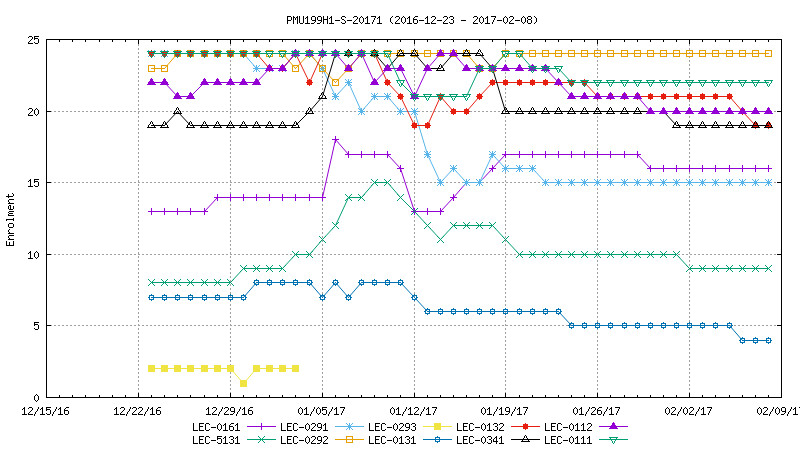 PMU199H1-S-20171 (2016-12-23 - 2017-02-08)
25
20
15
10
5
0
Enrolment
12/15/16 12/22/16 12/29/16 01/05/17 01/12/17 01/19/17 01/26/17 02/02/17 02/09/17
LEC-0161 LEC-0291 LEC-0293 LEC-0132 LEC-0112
LEC-5131 LEC-0292 LEC-0131 LEC-0341 LEC-0111